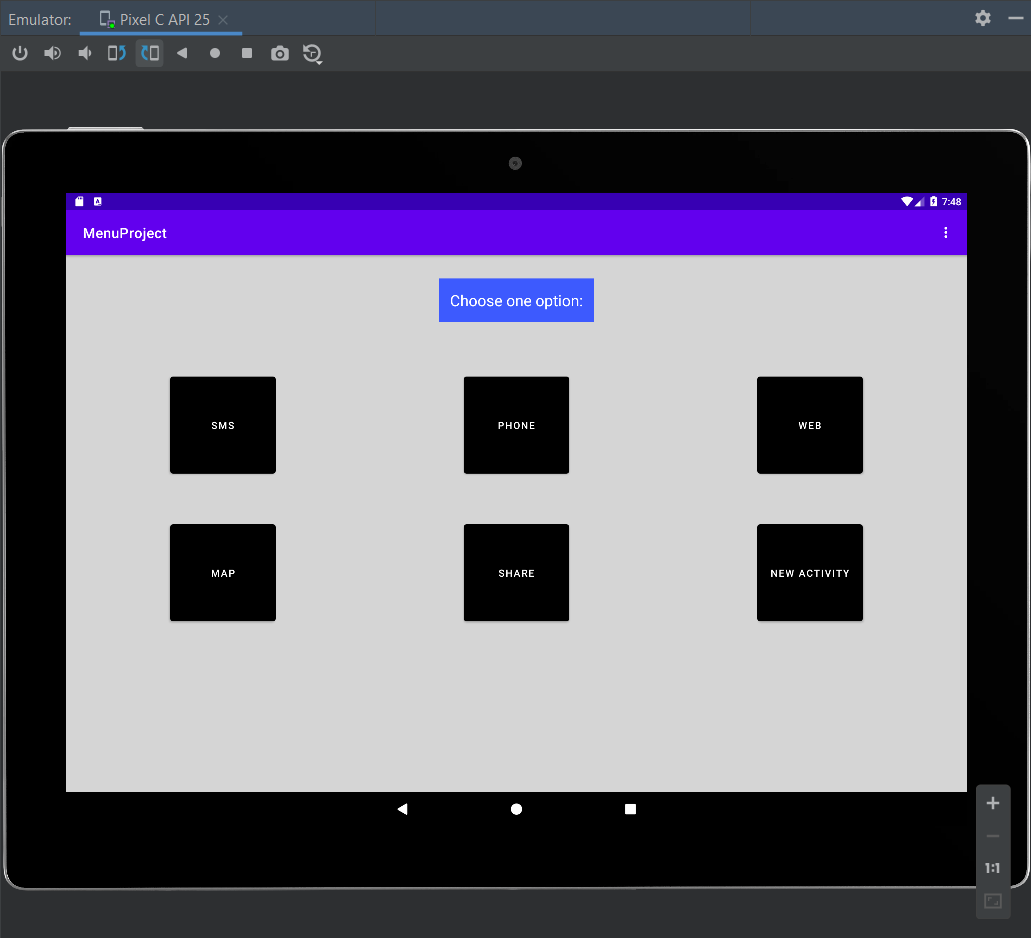 Emulator: Pixel C API 25
7:48
MenuProject
Choose one option:
SMS PHONE WEB
MAP SHARE NEW ACTIVITY
1:1